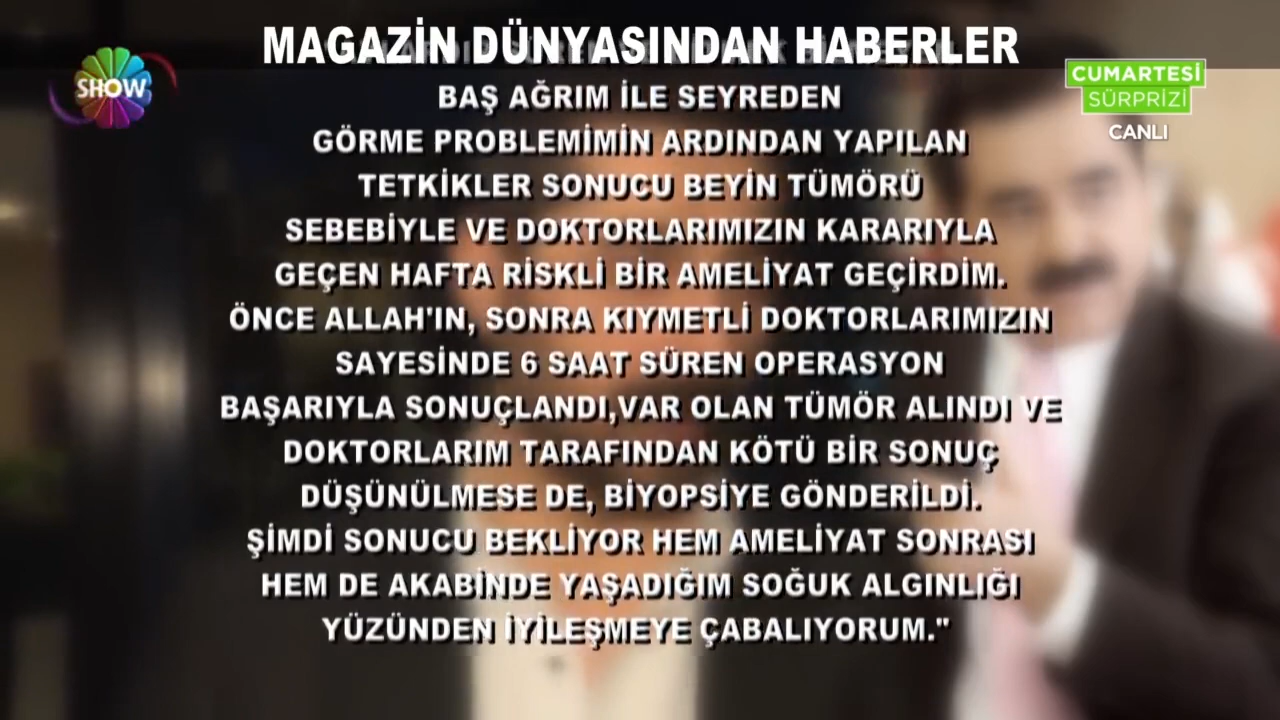 MAGAZİN DÜNYASINDAN HABERLER
SHOW
CUMARTESİ
SÜRPRİZİ
CANLI
BAŞ AĞRIM İLE SEYREDEN
GÖRME PROBLEMİMİN ARDINDAN YAPILAN
TETKİKLER SONUCU BEYİN TÜMÖRÜ
SEBEBİYLE VE DOKTORLARIMIZIN KARARIYLA
GEÇEN HAFTA RİSKLİ BİR AMELİYAT GEÇİRDİM.
ÖNCE ALLAH'IN, SONRA KIYMETLİ DOKTORLARIMIZIN
SAYESİNDE 6 SAAT SÜREN OPERASYON
BAŞARIYLA SONUÇLANDI,VAR OLAN TÜMÖR ALINDI VE
DOKTORLARIM TARAFINDAN KÖTÜ BİR SONUÇ
DÜŞÜNÜLMESE DE, BİYOPSİYE GÖNDERİLDİ.
ŞİMDİ SONUCU BEKLİYOR HEM AMELİYAT SONRASI
HEM DE AKABİNDE YAŞADIĞIM SOĞUK ALGINLIĞI
YÜZÜNDEN İYİLEŞMEYE ÇABALIYORUM."